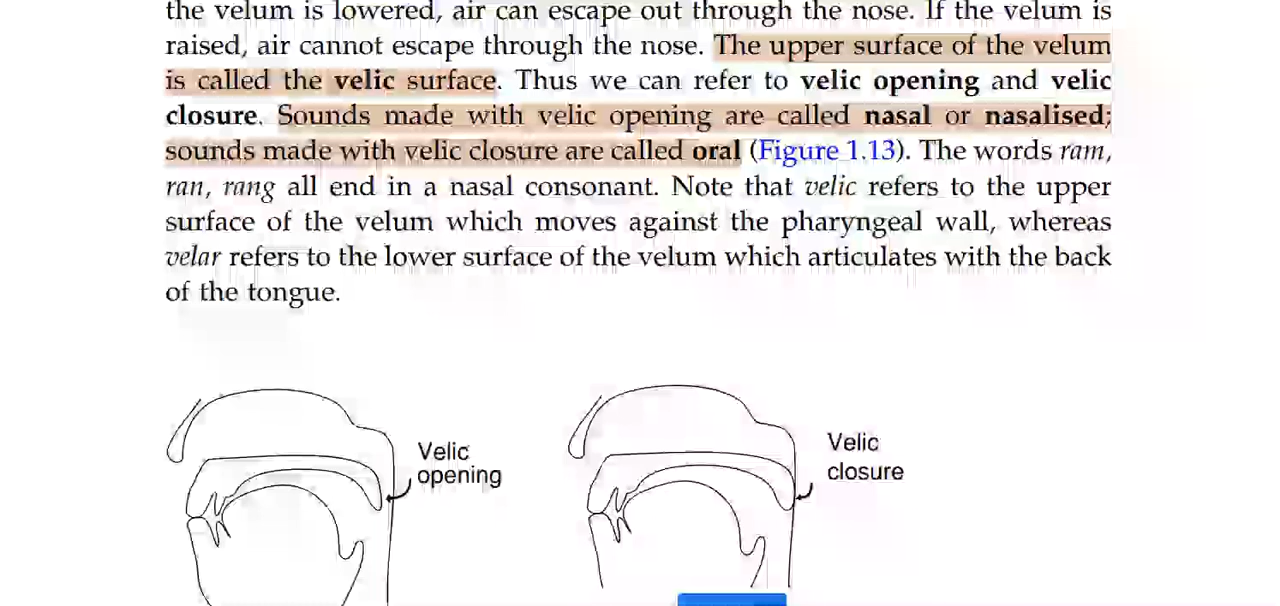 the velum is lowered, air can escape out through the nose. If the velum is
raised, air cannot escape through the nose. The upper surface of the velum
is called the velic surface. Thus we can refer to velic opening and velic
closure. Sounds made with velic opening are called nasal or nasalised;
sounds made with velic closure are called oral (Figure 1.13). The words ram,
ran, rang all end in a nasal consonant. Note that velic refers to the upper
surface of the velum which moves against the pharyngeal wall, whereas
velar refers to the lower surface of the velum which articulates with the back
of the tongue.
Velic
opening
Velic
closure